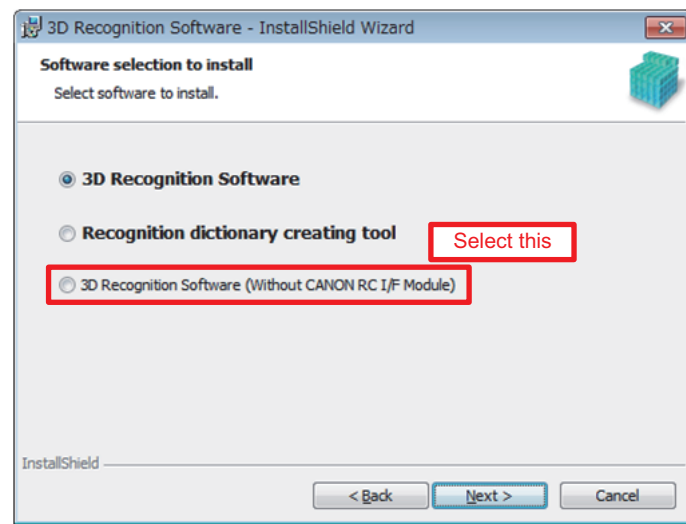 3D Recognition Software - InstallShield Wizard
Software selection to install
Select software to install.
3D Recognition Software
Recognition dictionary creating tool
Select this
3D Recognition Software (Without CANON RC I/F Module)
InstallShield
< Back Next > Cancel